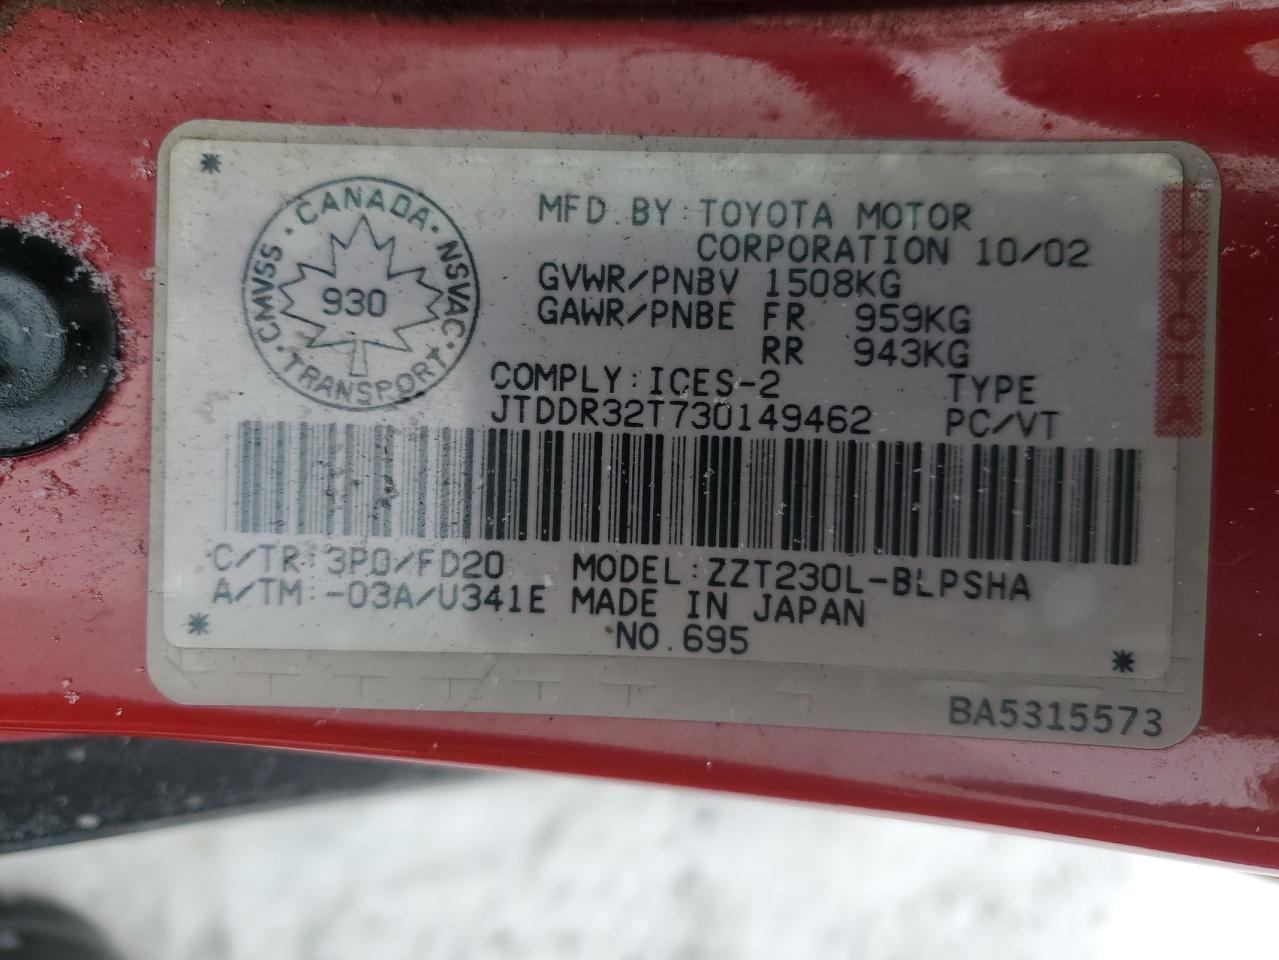 CANADA · NSVAC · TRANSPORT · CMVSS ·
930
MFD. BY: TOYOTA MOTOR
CORPORATION 10/02
GVWR/PNBV 1508KG
GAWR/PNBE FR 959KG
RR 943KG
COMPLY: ICES-2 TYPE
JTDDR32T730149462 PC/VT
C/TR: 3P0/FD20 MODEL: ZZT230L-BLPSHA
A/TM: -03A/U341E MADE IN JAPAN
NO. 695
TOYOTA
BA5315573